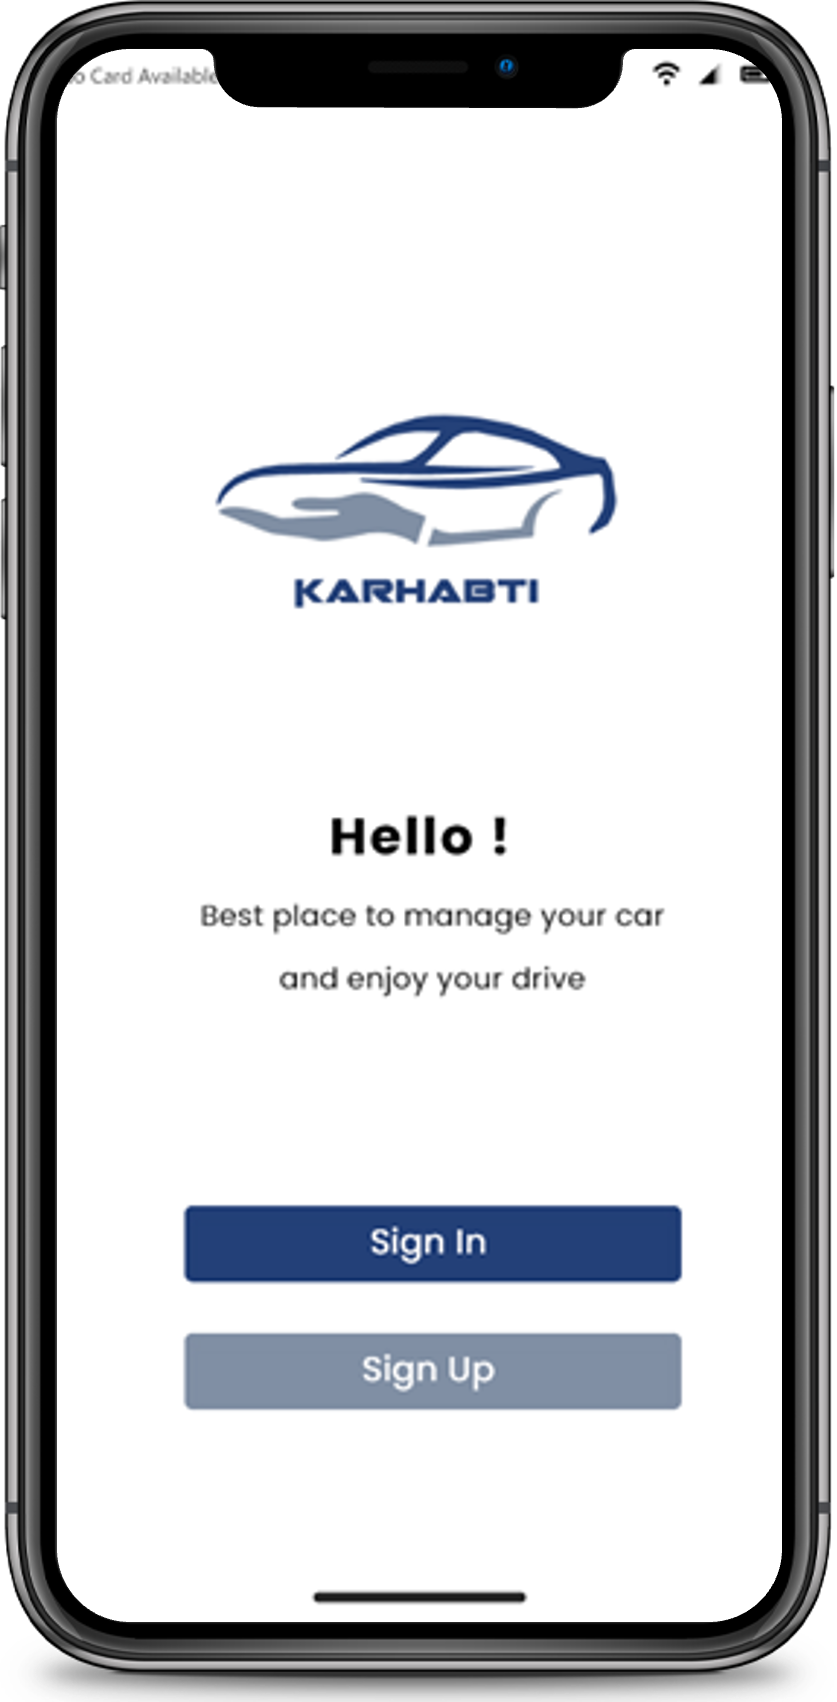 Card Available
KARHABTI
Hello !
Best place to manage your car
and enjoy your drive
Sign In
Sign Up